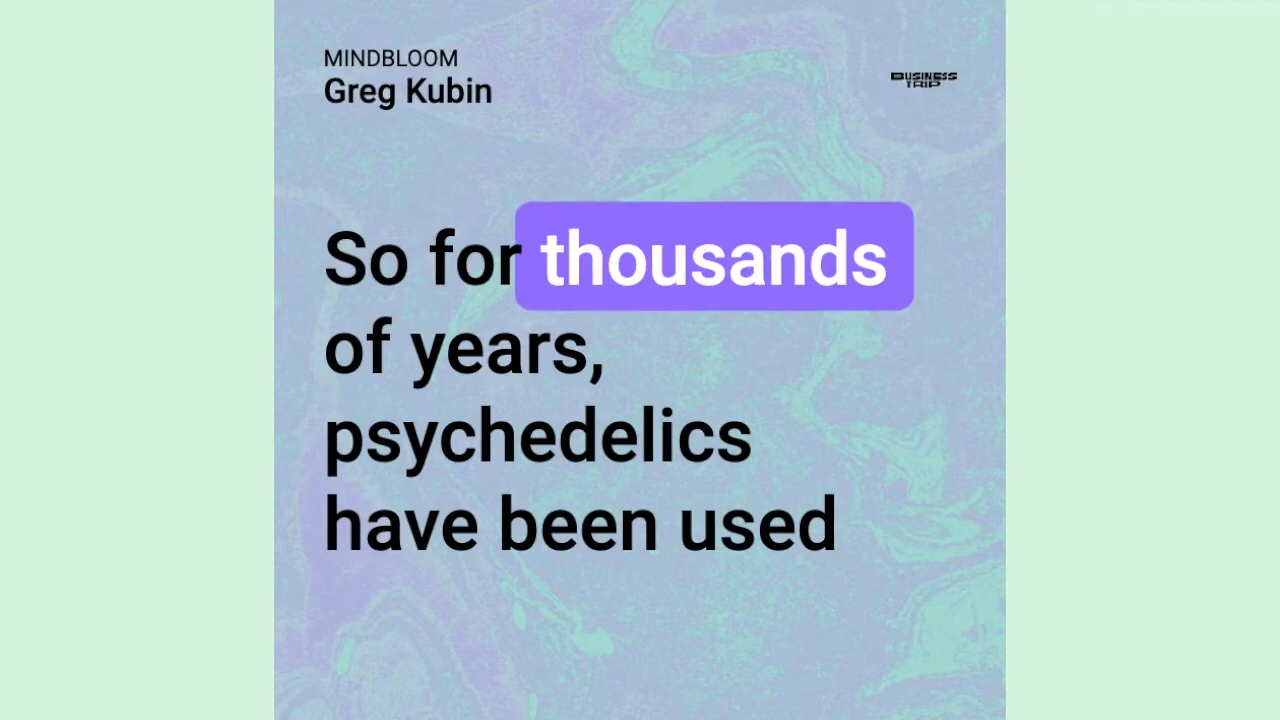 MINDBLOOM
Greg Kubin
BUSINESS
TRIP
So for thousands
of years,
psychedelics
have been used